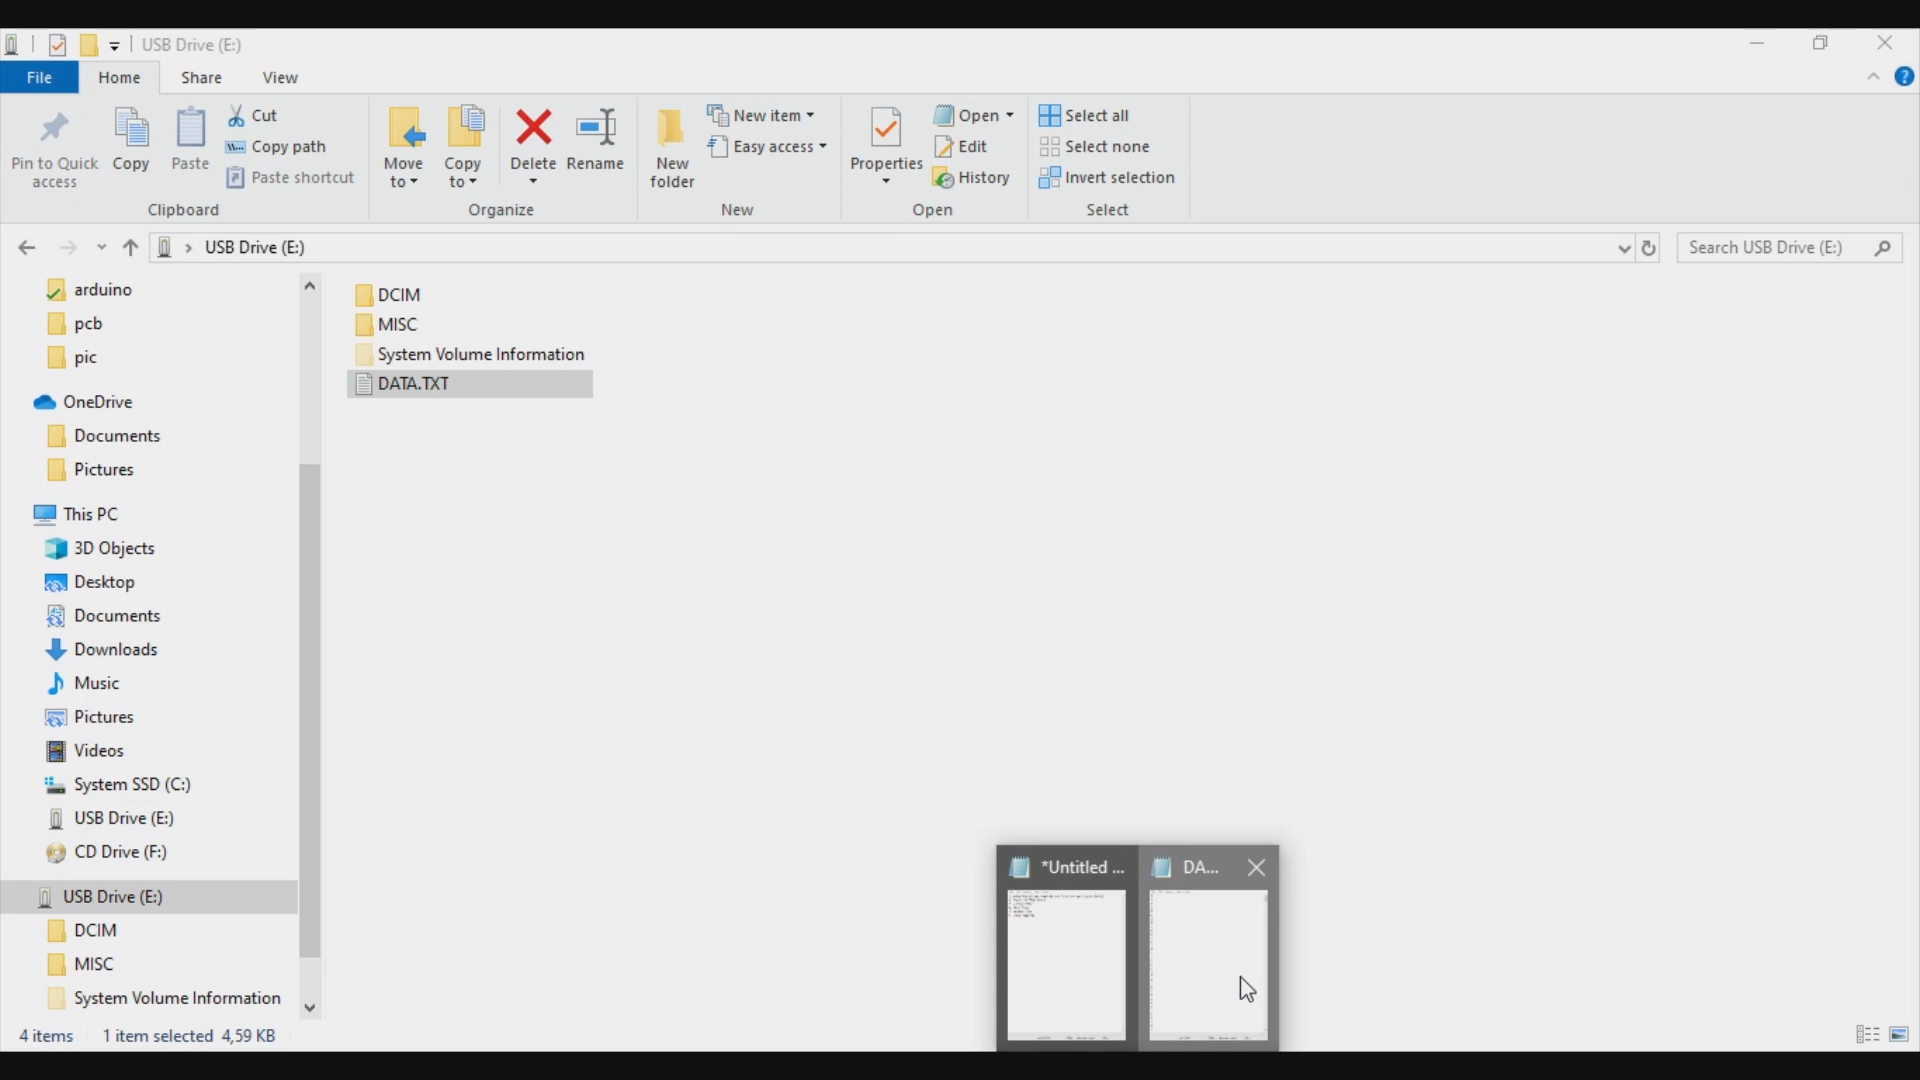 USB Drive (E:)
File
Home
Share
View
Pin to Quick
access
Copy
Paste
Cut
Copy path
Paste shortcut
Clipboard
Move
to
Copy
to
Delete
Rename
Organize
New
folder
New item
Easy access
New
Properties
Open
Edit
History
Open
Select all
Select none
Invert selection
Select
USB Drive (E:)
Search USB Drive (E:)
arduino
pcb
pic
OneDrive
Documents
Pictures
This PC
3D Objects
Desktop
Documents
Downloads
Music
Pictures
Videos
System SSD (C:)
USB Drive (E:)
CD Drive (F:)
USB Drive (E:)
DCIM
MISC
System Volume Information
DCIM
MISC
System Volume Information
DATA.TXT
*Untitled ...
DA...
4 items
1 item selected 4,59 KB